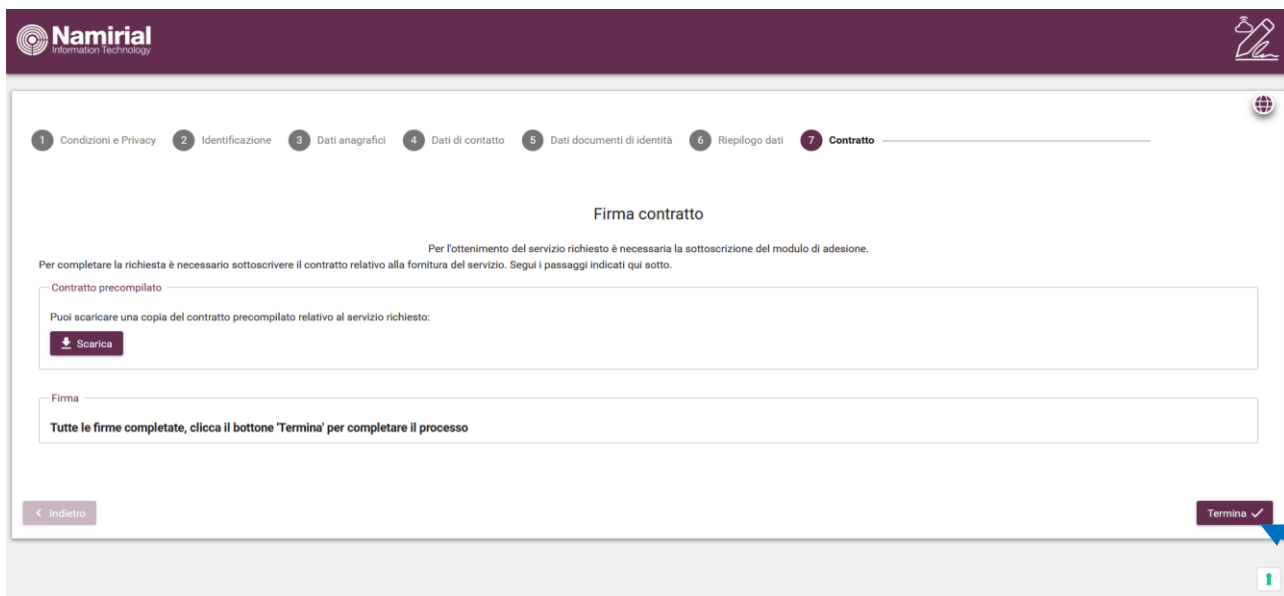 Namirial
Information Technology
1 Condizioni e Privacy 2 Identificazione 3 Dati anagrafici 4 Dati di contatto 5 Dati documenti di identità 6 Riepilogo dati 7 Contratto
Firma contratto
Per l'ottenimento del servizio richiesto è necessaria la sottoscrizione del modulo di adesione.
Per completare la richiesta è necessario sottoscrivere il contratto relativo alla fornitura del servizio. Segui i passaggi indicati qui sotto.
Contratto precompilato
Puoi scaricare una copia del contratto precompilato relativo al servizio richiesto:
Scarica
Firma
Tutte le firme completate, clicca il bottone 'Termina' per completare il processo
Indietro
Termina